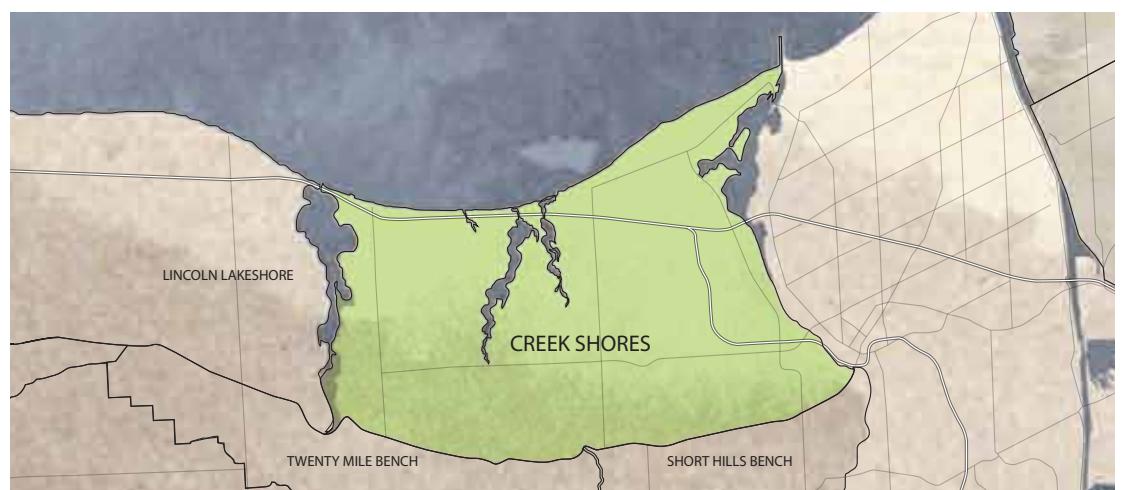 LINCOLN LAKESHORE
CREEK SHORES
TWENTY MILE BENCH
SHORT HILLS BENCH